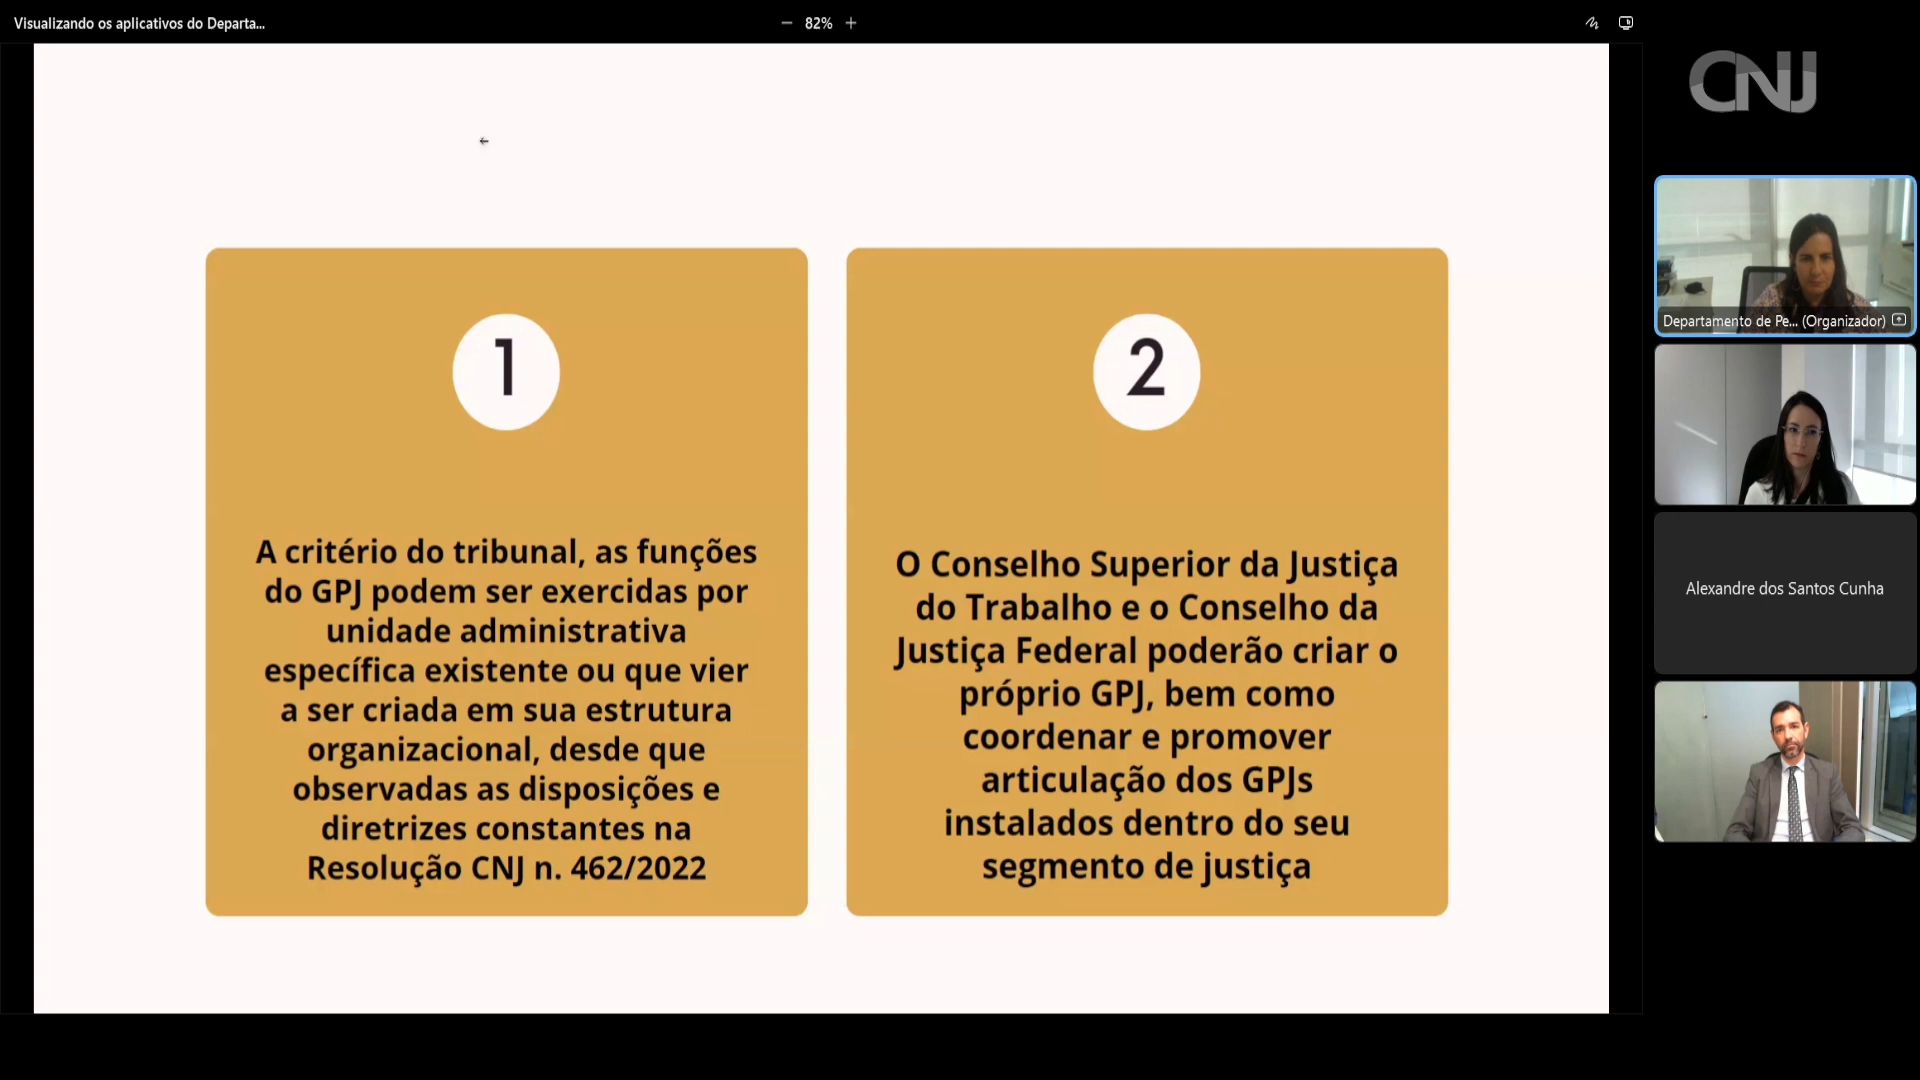 Visualizando os aplicativos do Departa...
82%
CNJ
1
A critério do tribunal, as funções
do GPJ podem ser exercidas por
unidade administrativa
específica existente ou que vier
a ser criada em sua estrutura
organizacional, desde que
observadas as disposições e
diretrizes constantes na
Resolução CNJ n. 462/2022
2
O Conselho Superior da Justiça
do Trabalho e o Conselho da
Justiça Federal poderão criar o
próprio GPJ, bem como
coordenar e promover
articulação dos GPJs
instalados dentro do seu
segmento de justiça
Departamento de Pe... (Organizador)
Alexandre dos Santos Cunha